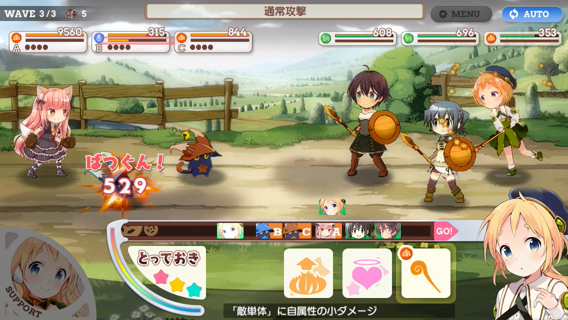 WAVE 3/3 5
通常攻撃
MENU
AUTO
9560
315
844
608
696
353
A
B
C
ばつぐん!
529
B C A GO!
とっておき
SUPPORT
「敵単体」に自属性の小ダメージ